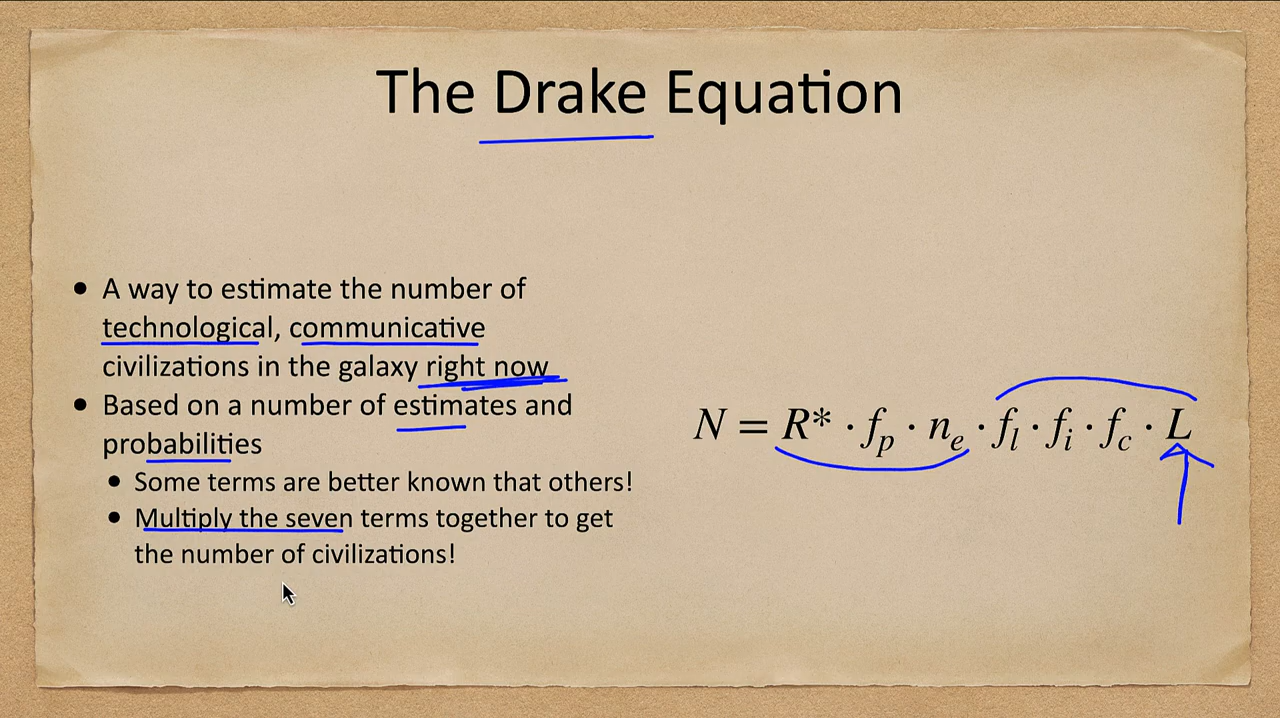 The Drake Equation
• A way to estimate the number of
technological, communicative
civilizations in the galaxy right now
• Based on a number of estimates and
probabilities
• Some terms are better known that others!
• Multiply the seven terms together to get
the number of civilizations!
N = R* · fₚ · nₑ · fₗ · fᵢ · f_c · L